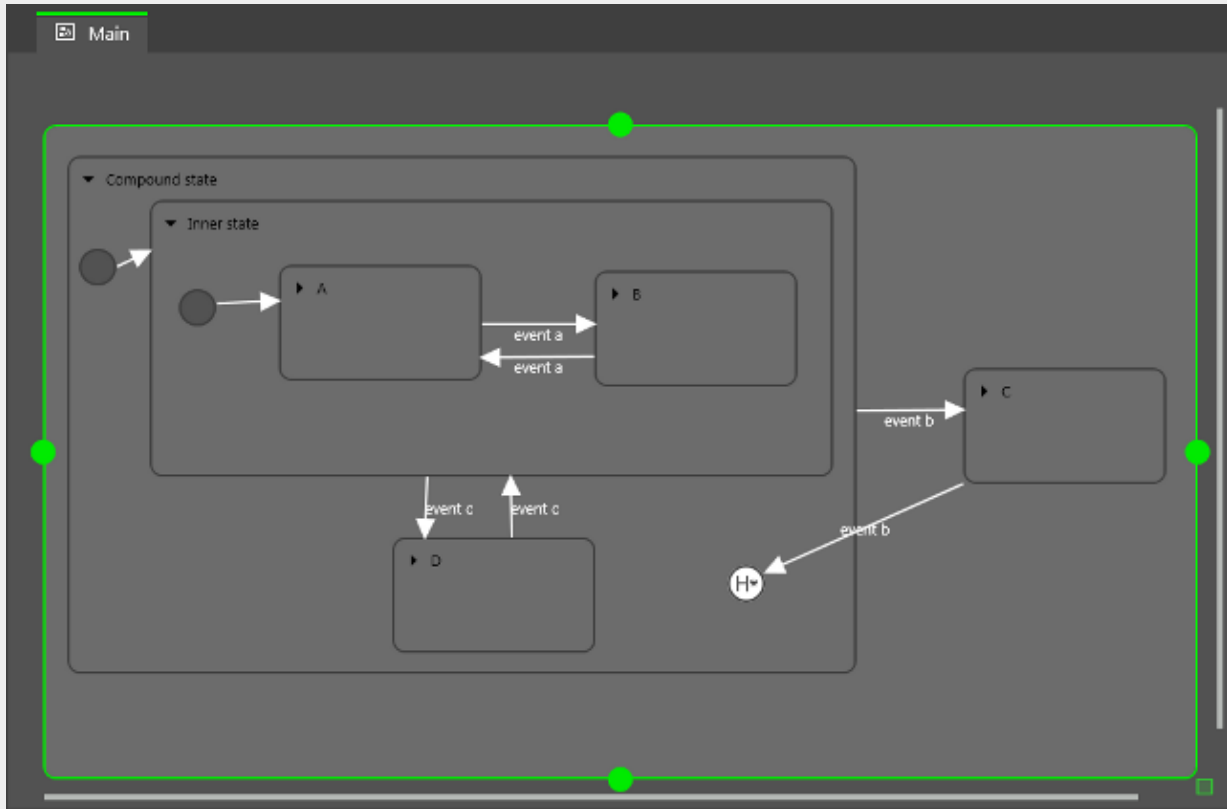 Main
Compound state
Inner state
A
B
event a
event a
C
event b
event c
event c
event b
D
H